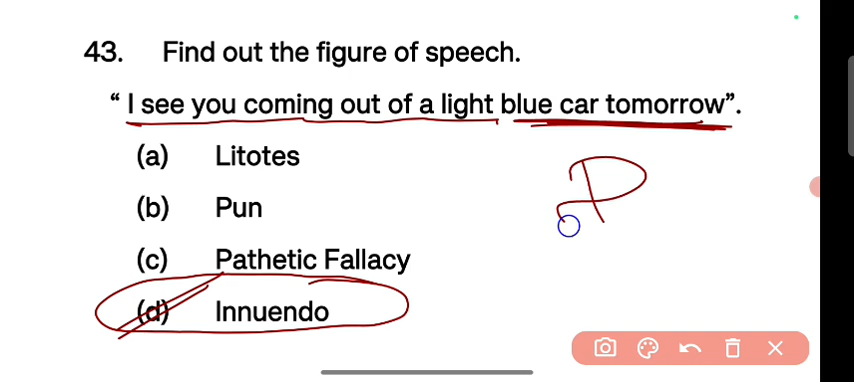 43. Find out the figure of speech.
“ I see you coming out of a light blue car tomorrow”.
(a) Litotes
(b) Pun
(c) Pathetic Fallacy
(d) Innuendo